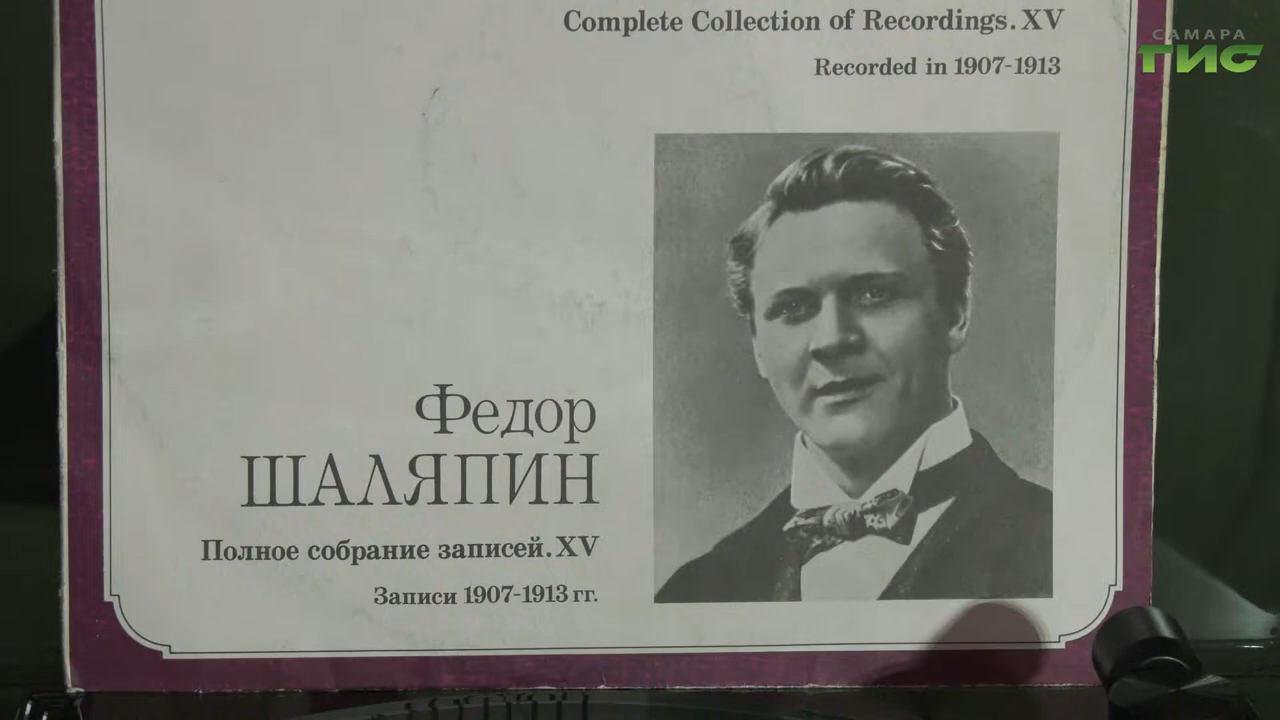 Complete Collection of Recordings. XV
Recorded in 1907-1913
САМАРА
ГИС
Федор
ШАЛЯПИН
Полное собрание записей. XV
Записи 1907-1913 гг.